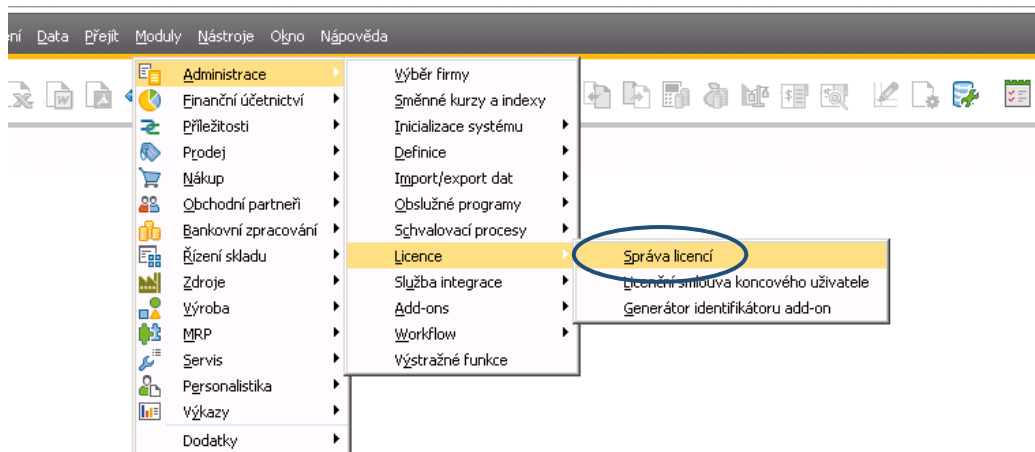 ní Data Přejít Moduly Nástroje Okno Nápověda
Administrace
Finanční účetnictví
Příležitosti
Prodej
Nákup
Obchodní partneři
Bankovní zpracování
Řízení skladu
Zdroje
Výroba
MRP
Servis
Personalistika
Výkazy
Dodatky
Výběr firmy
Směnné kurzy a indexy
Inicializace systému
Definice
Import/export dat
Obslužné programy
Schvalovací procesy
Licence
Služba integrace
Add-ons
Workflow
Výstražné funkce
Správa licencí
Licenční smlouva koncového uživatele
Generátor identifikátoru add-on